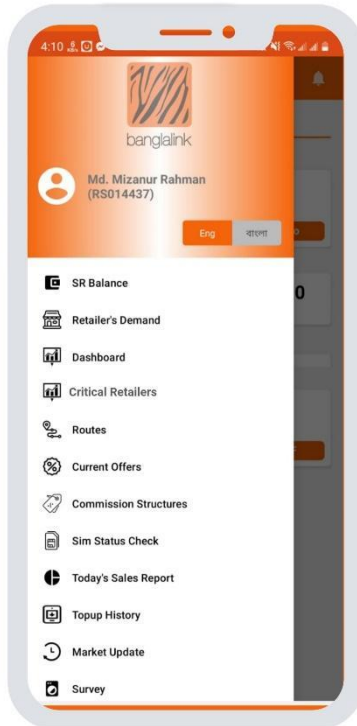 4:10
banglalink
Md. Mizanur Rahman
(RS014437)
Eng বাংলা
SR Balance
0
Retailer's Demand
Dashboard
Critical Retailers
Routes
Current Offers
Commission Structures
Sim Status Check
Today's Sales Report
Topup History
Market Update
Survey